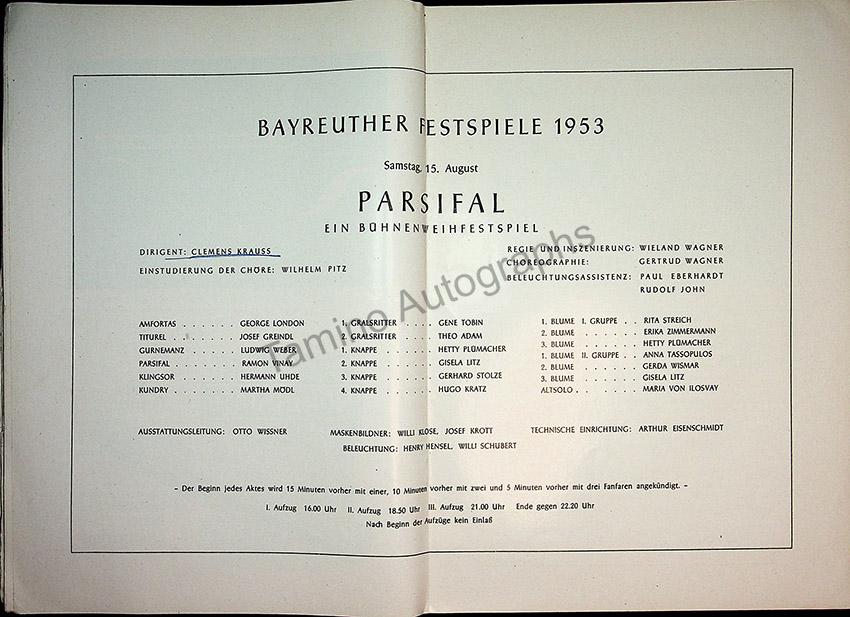 BAYREUTHER FESTSPIELE 1953
Samstag, 15. August
PARSIFAL
EIN BÜHNENWEIHFESTSPIEL
DIRIGENT: CLEMENS KRAUSS
EINSTUDIERUNG DER CHÖRE: WILHELM PITZ
REGIE UND INSZENIERUNG: WIELAND WAGNER
CHOREOGRAPHIE: GERTRUD WAGNER
BELEUCHTUNGSASSISTENZ: PAUL EBERHARDT
RUDOLF JOHN
AMFORTAS . . . . . . GEORGE LONDON
TITUREL . . . . . . . JOSEF GREINDL
GURNEMANZ . . . . . LUDWIG WEBER
PARSIFAL . . . . . . RAMON VINAY
KLINGSOR . . . . . . HERMANN UHDE
KUNDRY . . . . . . . MARTHA MÖDL
1. GRALSRITTER . . . . GENE TOBIN
2. GRALSRITTER . . . . THEO ADAM
1. KNAPPE . . . . . . HETTY PLÜMACHER
2. KNAPPE . . . . . . GISELA LITZ
3. KNAPPE . . . . . . GERHARD STOLZE
4. KNAPPE . . . . . . HUGO KRATZ
1. BLUME I. GRUPPE . . RITA STREICH
2. BLUME . . . . . . . ERIKA ZIMMERMANN
3. BLUME . . . . . . . HETTY PLÜMACHER
1. BLUME II. GRUPPE . . ANNA TASSOPULOS
2. BLUME . . . . . . . GERDA WISMAR
3. BLUME . . . . . . . GISELA LITZ
ALTSOLO . . . . . . . MARIA VON ILOSVAY
AUSSTATTUNGSLEITUNG: OTTO WISSNER
MASKENBILDNER: WILLI KLOSE, JOSEF KROTT
TECHNISCHE EINRICHTUNG: ARTHUR EISENSCHMIDT
BELEUCHTUNG: HENRY HENSEL, WILLI SCHUBERT
- Der Beginn jedes Aktes wird 15 Minuten vorher mit einer, 10 Minuten vorher mit zwei und 5 Minuten vorher mit drei Fanfaren angekündigt. -
I. Aufzug 16.00 Uhr II. Aufzug 18.50 Uhr III. Aufzug 21.00 Uhr Ende gegen 22.20 Uhr
Nach Beginn der Aufzüge kein Einlaß
Tamino Autographs